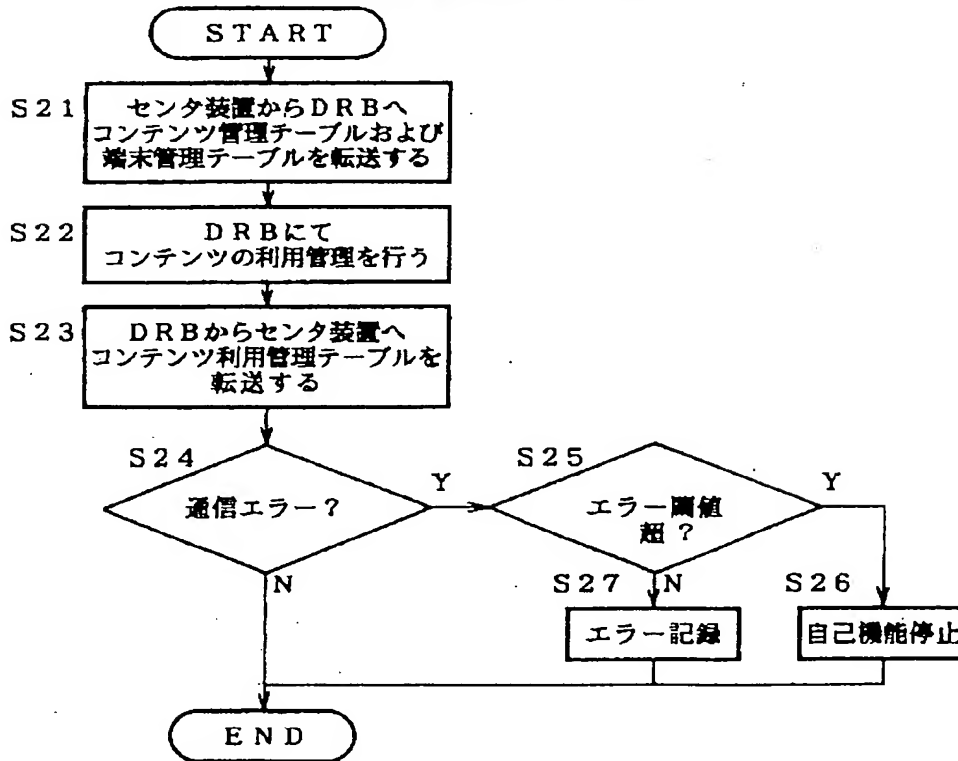 START
S21
センタ装置からDRBへ
コンテンツ管理テーブルおよび
端末管理テーブルを転送する
S22
DRBにて
コンテンツの利用管理を行う
S23
DRBからセンタ装置へ
コンテンツ利用管理テーブルを
転送する
S24
通信エラー？
Y
N
S25
エラー閾値
超？
Y
N
S27
エラー記録
S26
自己機能停止
END